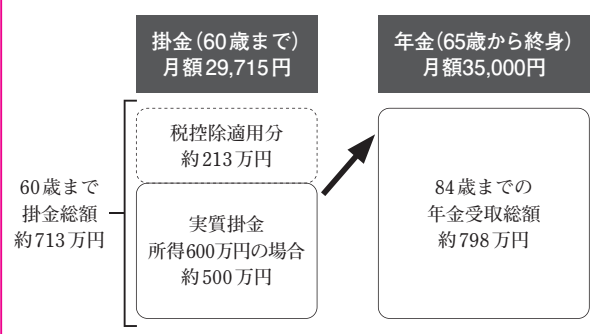 掛金（60歳まで）
月額29,715円
年金（65歳から終身）
月額35,000円
60歳まで
掛金総額
約713万円
税控除適用分
約213万円
実質掛金
所得600万円の場合
約500万円
84歳までの
年金受取総額
約798万円